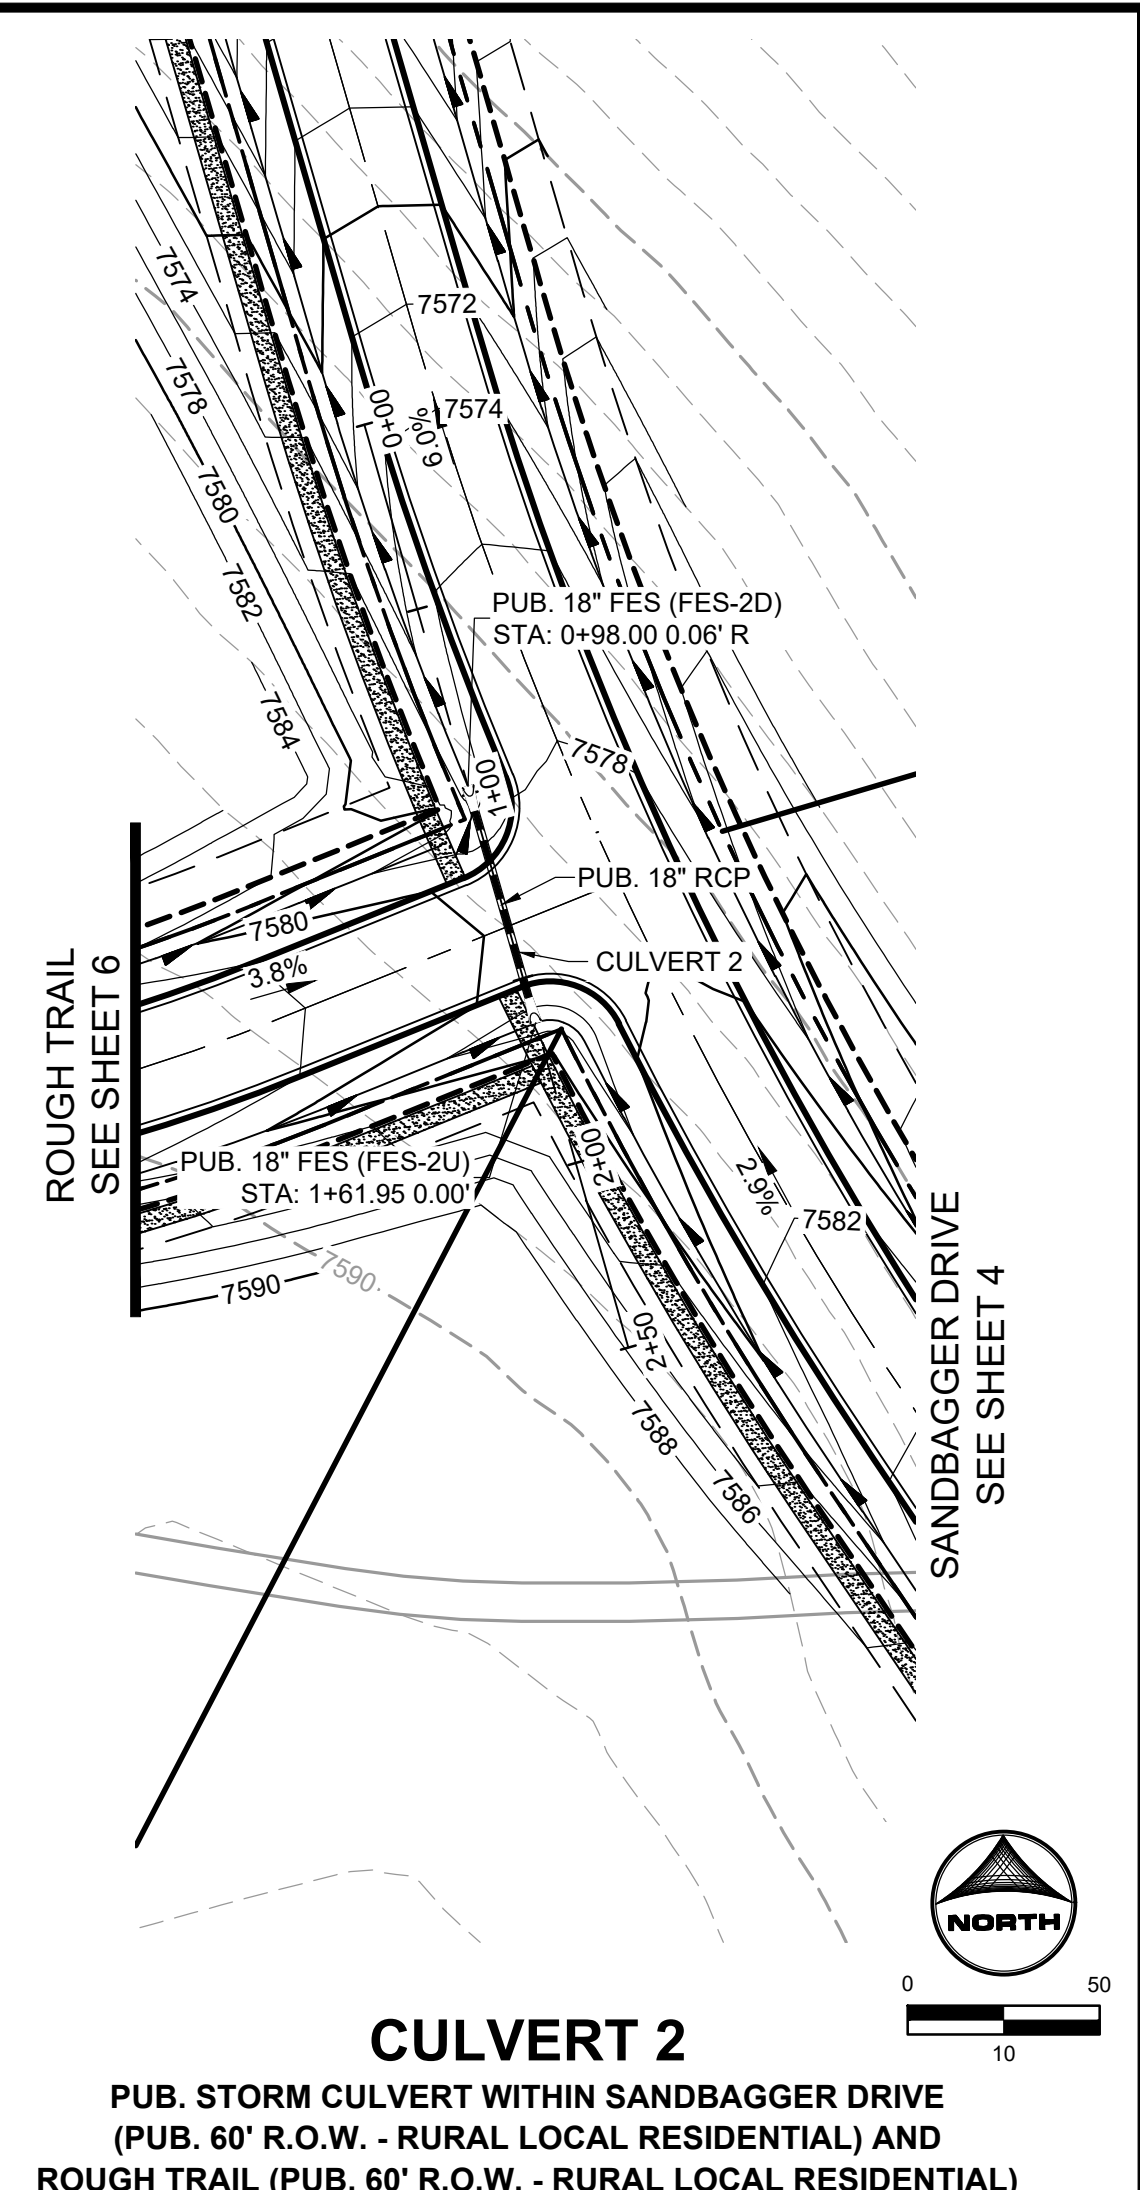 7574
7572
7578
0+00
6.0%
7574
7580
7582
PUB. 18" FES (FES-2D)
STA: 0+98.00 0.06' R
7584
7578
1+00
PUB. 18" RCP
7580
CULVERT 2
3.8%
ROUGH TRAIL
SEE SHEET 6
PUB. 18" FES (FES-2U)
STA: 1+61.95 0.00'
2+00
2.9%
7582
7590
7590
2+50
SANDBAGGER DRIVE
SEE SHEET 4
7588
7586
NORTH
0 50
10
CULVERT 2
PUB. STORM CULVERT WITHIN SANDBAGGER DRIVE
(PUB. 60' R.O.W. - RURAL LOCAL RESIDENTIAL) AND
ROUGH TRAIL (PUB. 60' R.O.W. - RURAL LOCAL RESIDENTIAL)